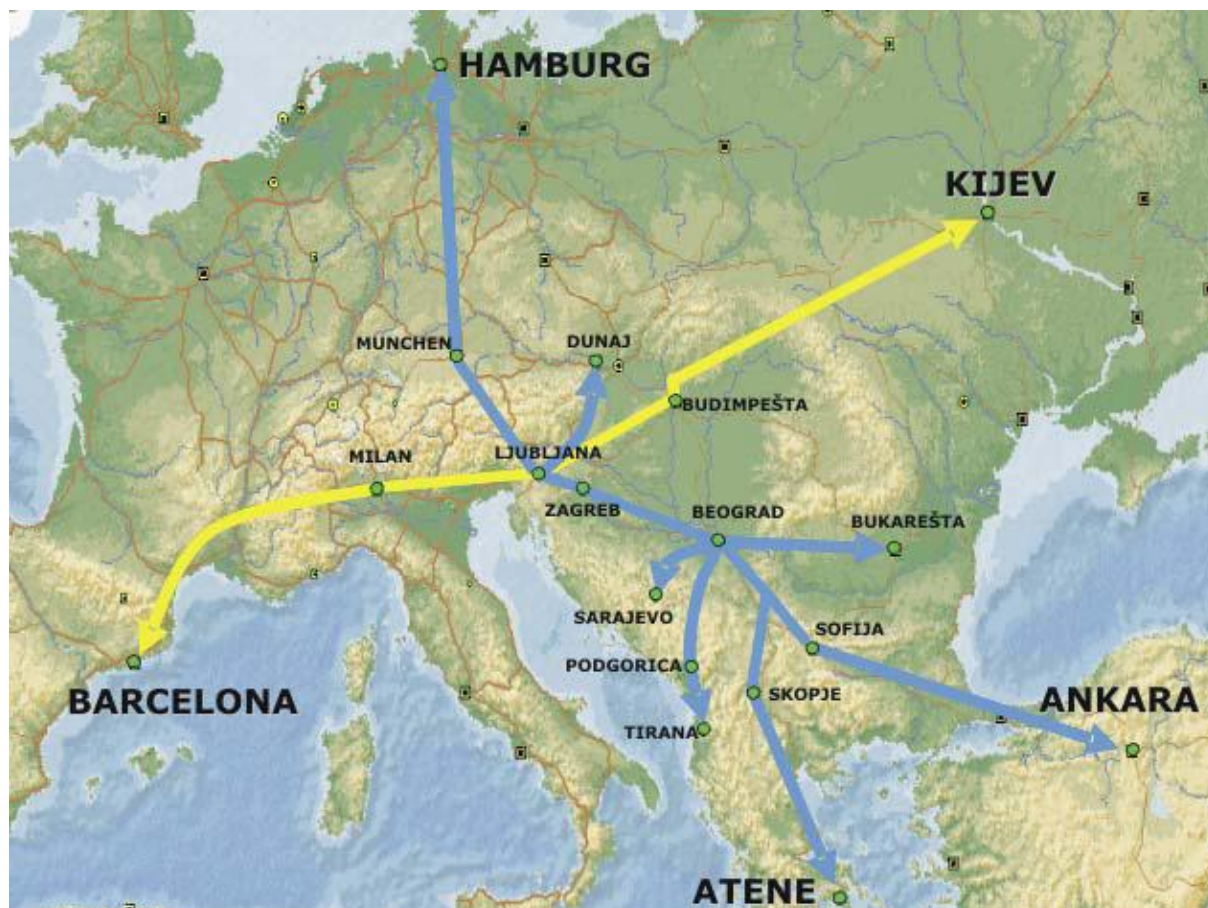 HAMBURG
KIJEV
MUNCHEN
DUNAJ
BUDIMPEŠTA
LJUBLJANA
MILAN
ZAGREB
BEOGRAD
BUKAREŠTA
SARAJEVO
SOFIJA
PODGORICA
SKOPJE
ANKARA
BARCELONA
TIRANA
ATENE